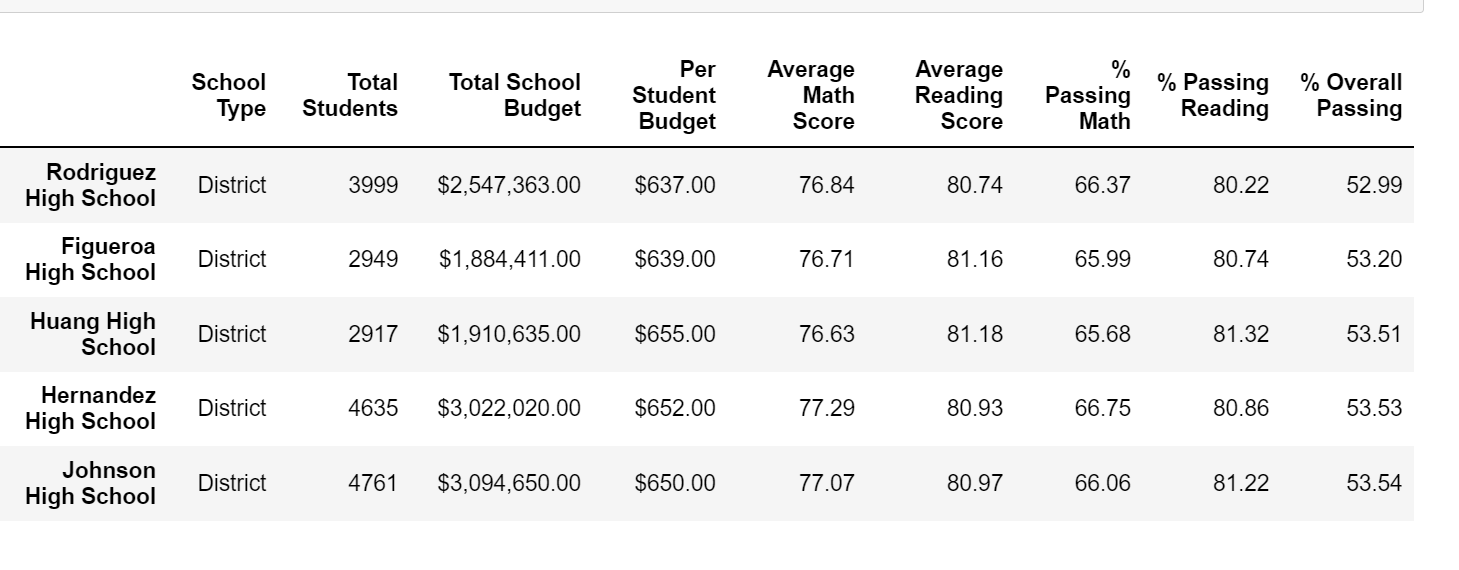 School Type Total Students Total School Budget Per Student Budget Average Math Score Average Reading Score % Passing Math % Passing Reading % Overall Passing
Rodriguez High School District 3999 $2,547,363.00 $637.00 76.84 80.74 66.37 80.22 52.99
Figueroa High School District 2949 $1,884,411.00 $639.00 76.71 81.16 65.99 80.74 53.20
Huang High School District 2917 $1,910,635.00 $655.00 76.63 81.18 65.68 81.32 53.51
Hernandez High School District 4635 $3,022,020.00 $652.00 77.29 80.93 66.75 80.86 53.53
Johnson High School District 4761 $3,094,650.00 $650.00 77.07 80.97 66.06 81.22 53.54